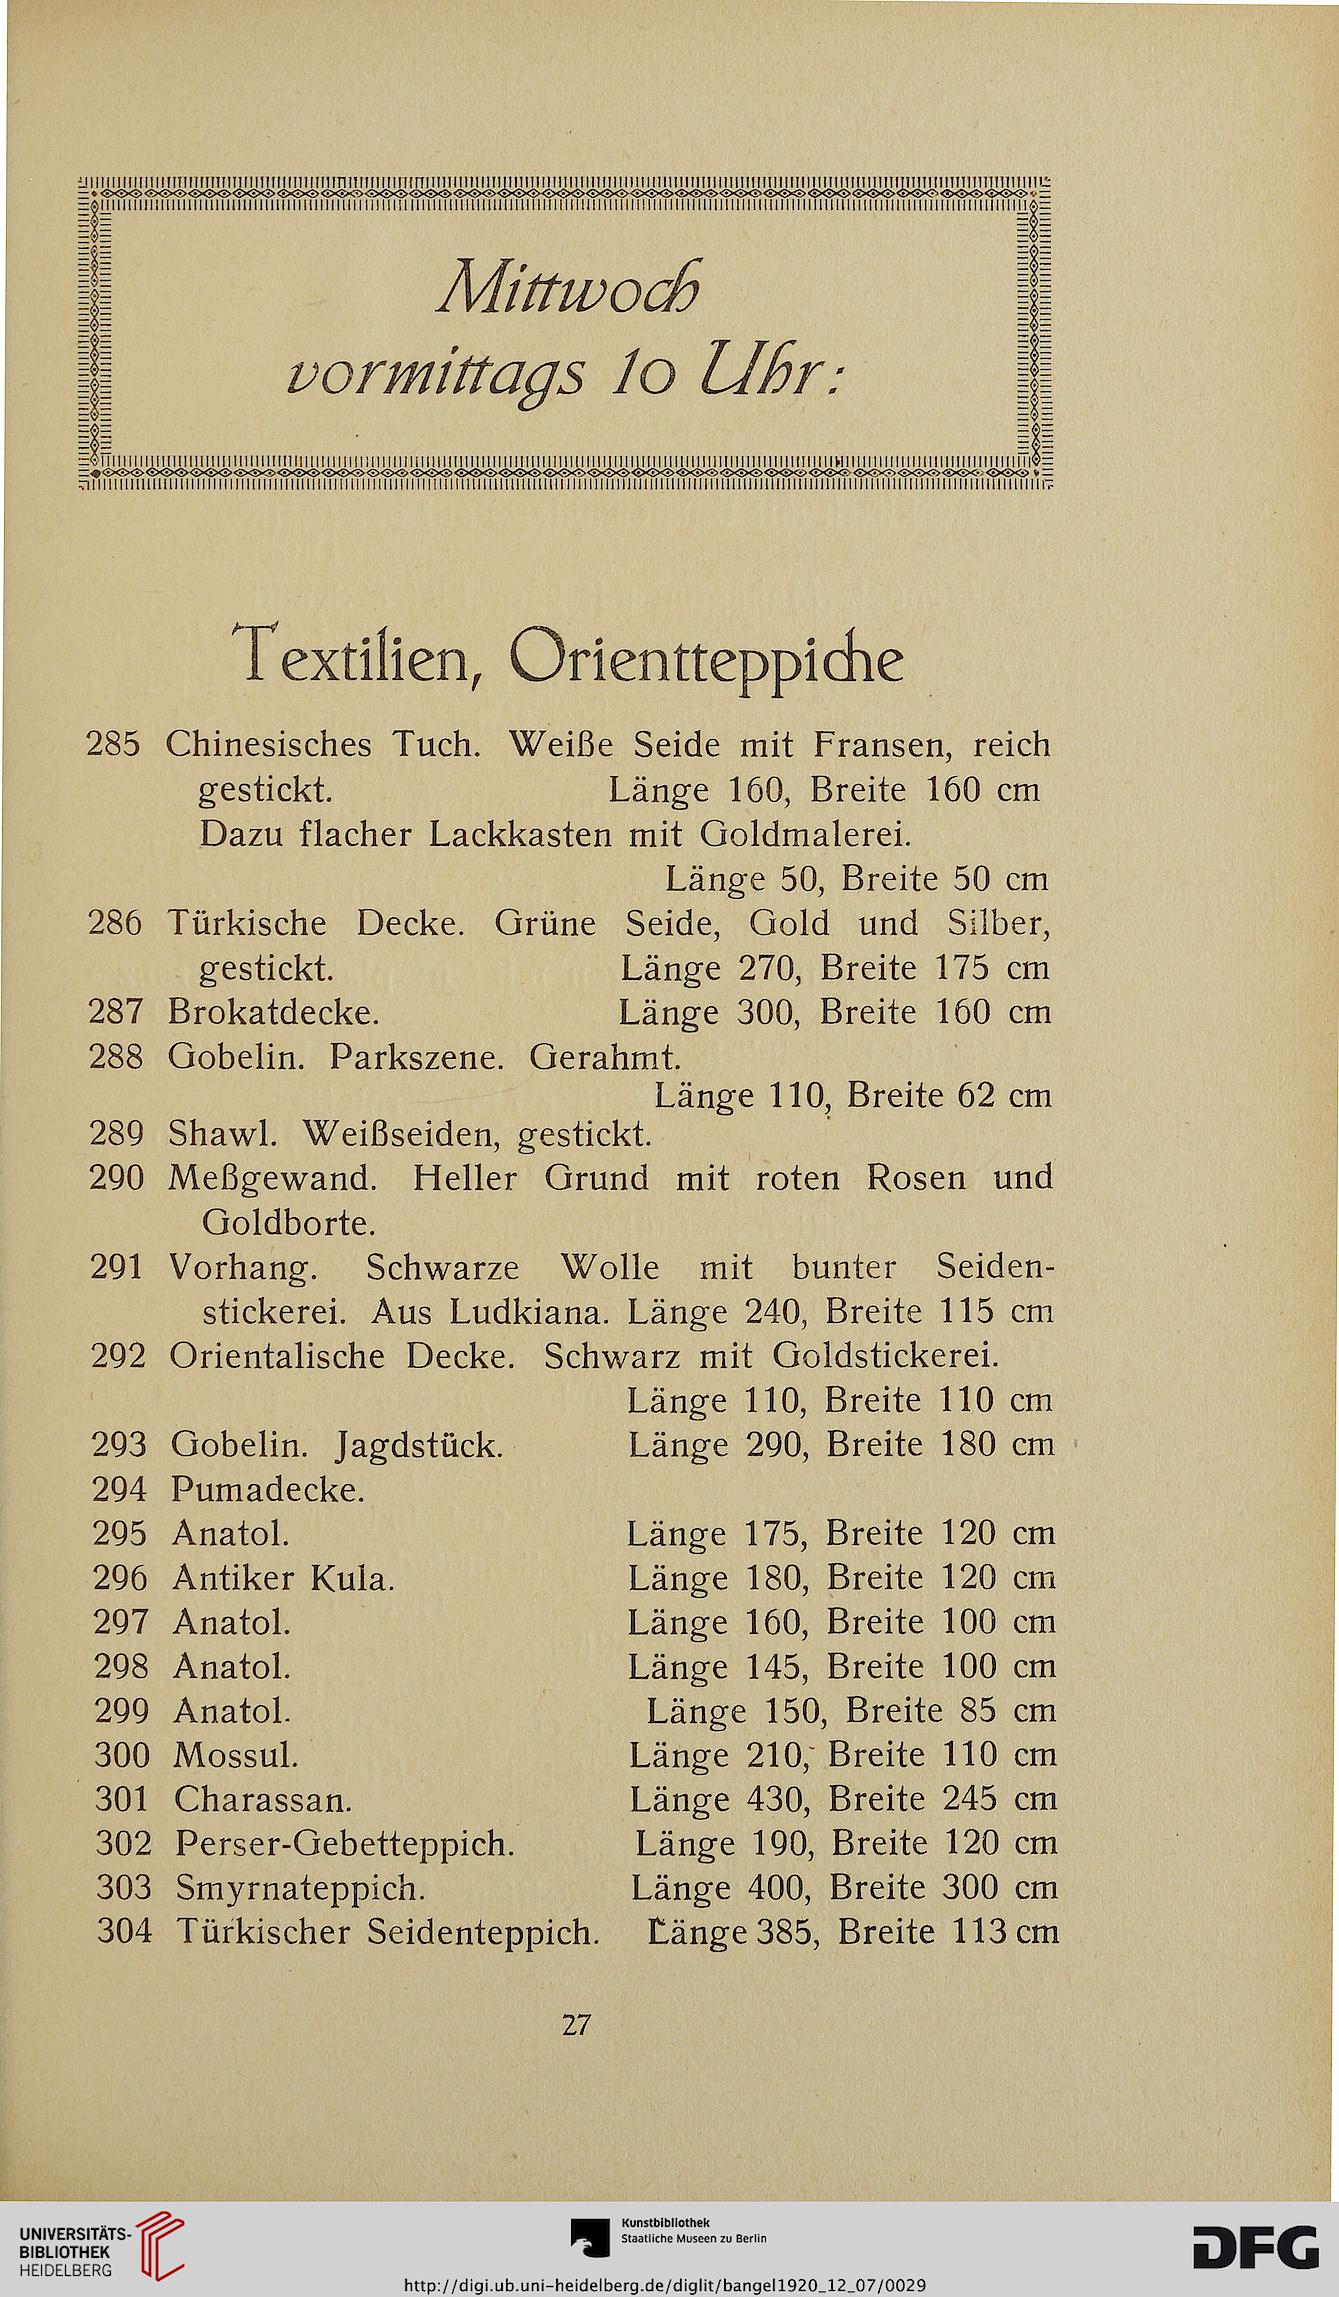 Mittwoch
vormittags 10 Uhr:
Textilien, Orientteppiche
285 Chinesisches Tuch. Weiße Seide mit Fransen, reich
gestickt. Länge 160, Breite 160 cm
Dazu flacher Lackkasten mit Goldmalerei.
Länge 50, Breite 50 cm
286 Türkische Decke. Grüne Seide, Gold und Silber,
gestickt. Länge 270, Breite 175 cm
287 Brokatdecke. Länge 300, Breite 160 cm
288 Gobelin. Parkszene. Gerahmt.
Länge 110, Breite 62 cm
289 Shawl. Weißseiden, gestickt.
290 Meßgewand. Heller Grund mit roten Rosen und
Goldborte.
291 Vorhang. Schwarze Wolle mit bunter Seiden-
stickerei. Aus Ludkiana. Länge 240, Breite 115 cm
292 Orientalische Decke. Schwarz mit Goldstickerei.
Länge 110, Breite 110 cm
293 Gobelin. Jagdstück. Länge 290, Breite 180 cm
294 Pumadecke.
295 Anatol. Länge 175, Breite 120 cm
296 Antiker Kula. Länge 180, Breite 120 cm
297 Anatol. Länge 160, Breite 100 cm
298 Anatol. Länge 145, Breite 100 cm
299 Anatol. Länge 150, Breite 85 cm
300 Mossul. Länge 210, Breite 110 cm
301 Charassan. Länge 430, Breite 245 cm
302 Perser-Gebetteppich. Länge 190, Breite 120 cm
303 Smyrnateppich. Länge 400, Breite 300 cm
304 Türkischer Seidenteppich. Länge 385, Breite 113 cm
27
UNIVERSITÄTS-
BIBLIOTHEK
HEIDELBERG
Kunstbibliothek
Staatliche Museen zu Berlin
DFG
http://digi.ub.uni-heidelberg.de/diglit/bangel1920_12_07/0029